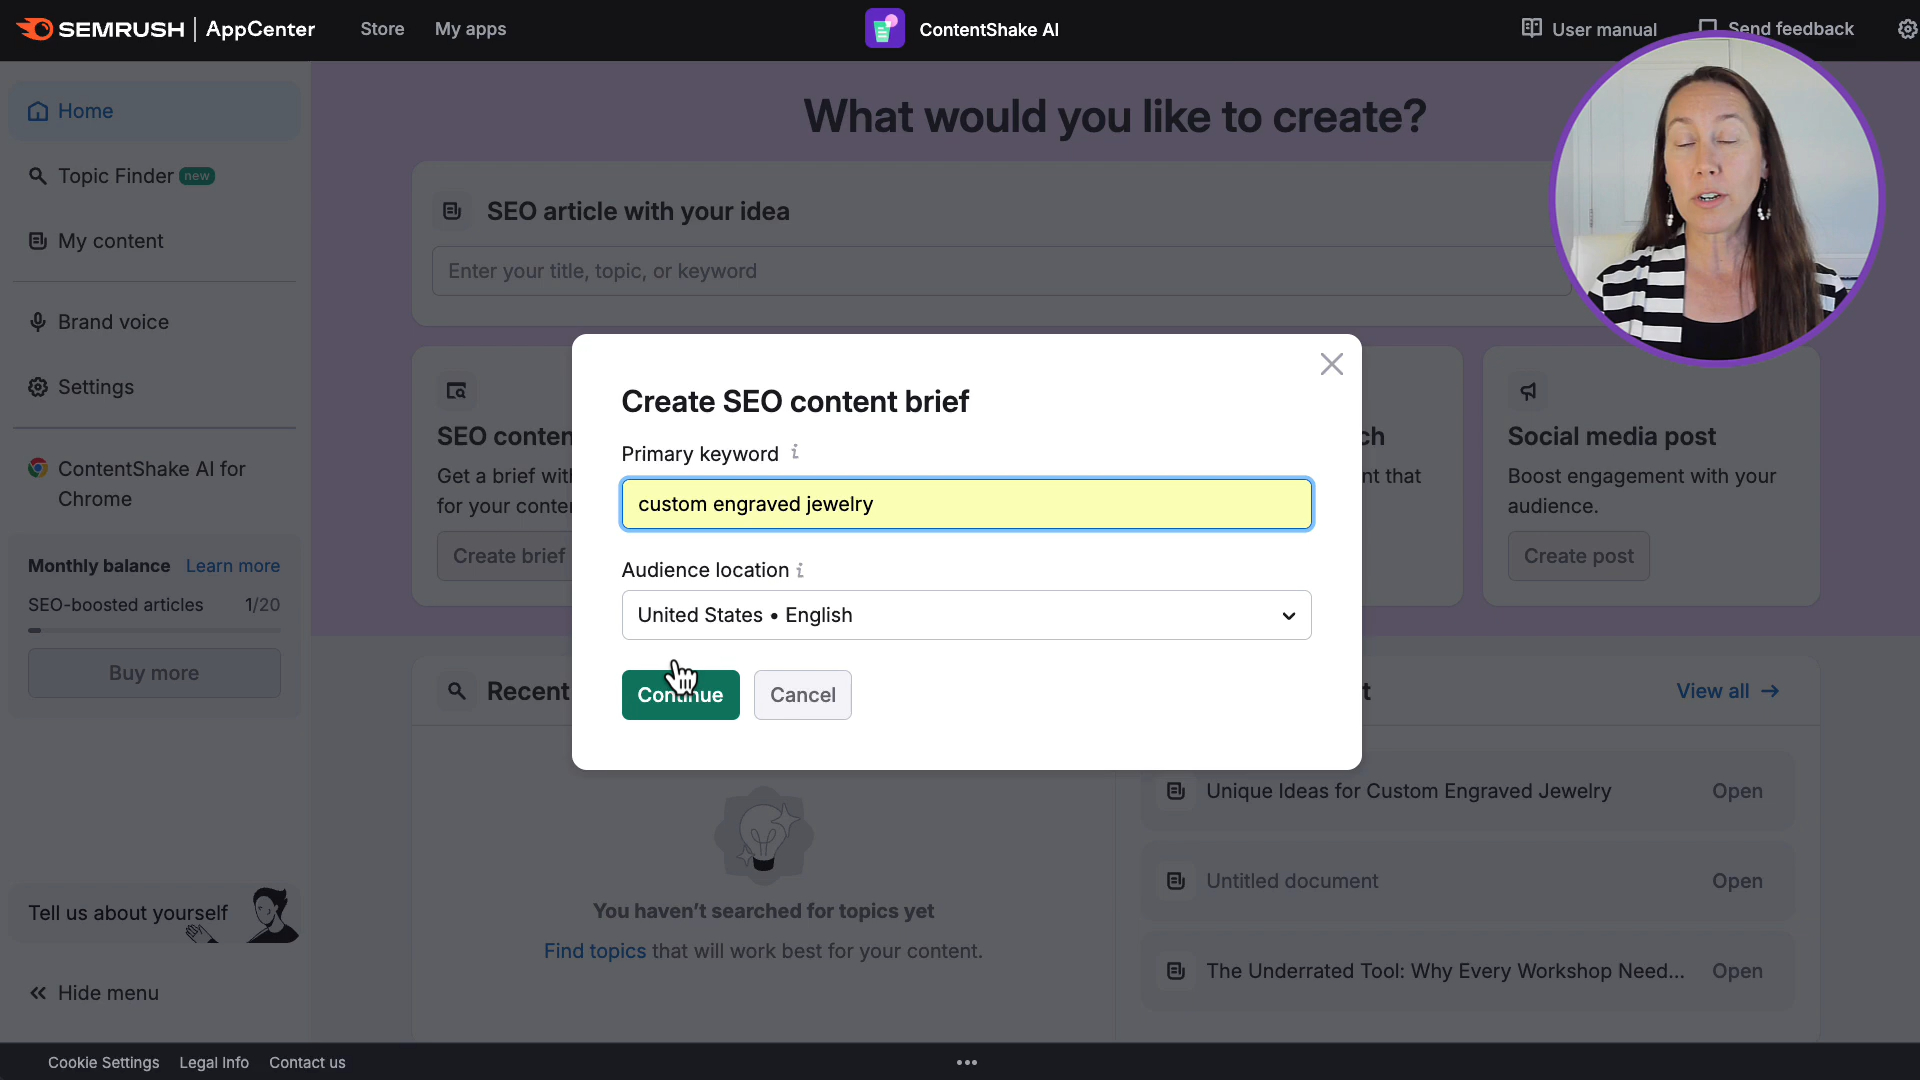 SEMRUSH AppCenter
Store
My apps
ContentShake AI
User manual
Send feedback
Home
Topic Finder new
My content
Brand voice
Settings
ContentShake AI for
Chrome
Monthly balance Learn more
SEO-boosted articles 1/20
Buy more
Tell us about yourself
Hide menu
What would you like to create?
SEO article with your idea
Enter your title, topic, or keyword
SEO conten
Get a brief wit
for your conte
Create brief
ch
nt that
Social media post
Boost engagement with your
audience.
Create post
Create SEO content brief
Primary keyword i
custom engraved jewelry
Audience location i
United States • English
Continue
Cancel
Recent
t
View all
You haven't searched for topics yet
Find topics that will work best for your content.
Unique Ideas for Custom Engraved Jewelry Open
Untitled document Open
The Underrated Tool: Why Every Workshop Need... Open
Cookie Settings
Legal Info
Contact us